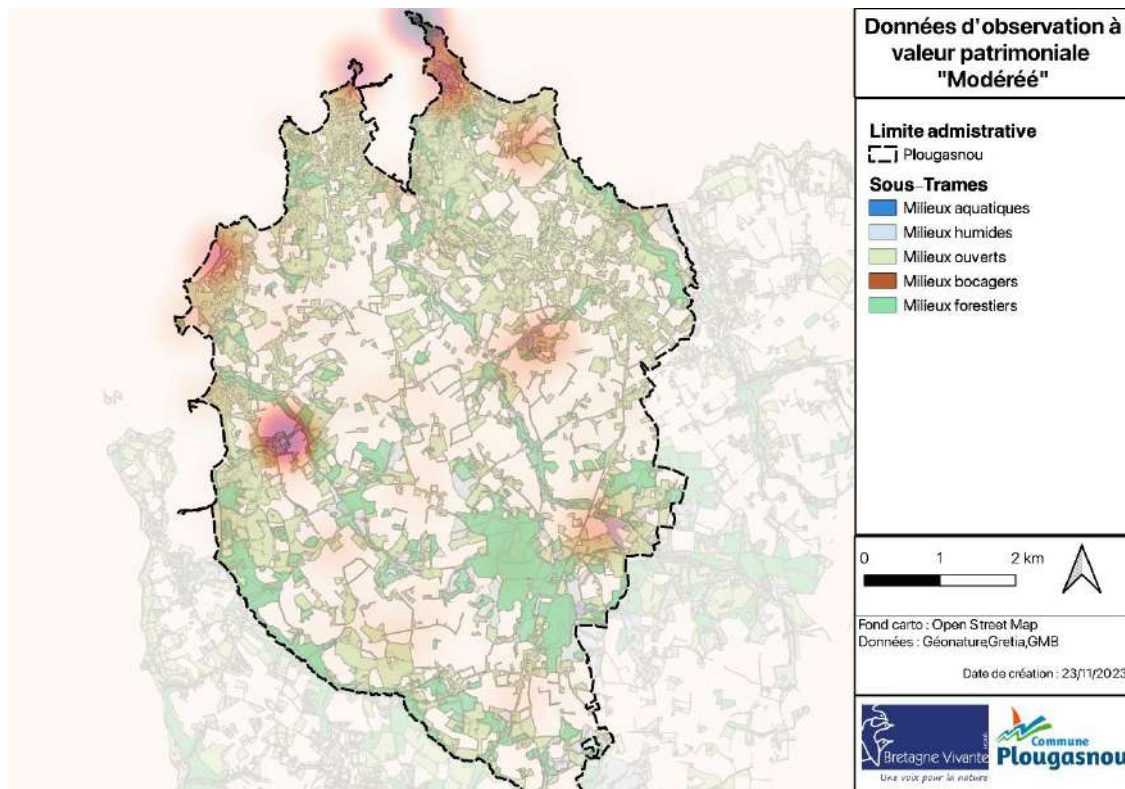 Données d'observation à
valeur patrimoniale
"Modéréé"
Limite admistrative
Plougasnou
Sous-Trames
Milieux aquatiques
Milieux humides
Milieux ouverts
Milieux bocagers
Milieux forestiers
0 1 2 km
Fond carto : Open Street Map
Données : Géonature,Gretia,GMB
Date de création : 23/11/2023
Bretagne Vivante
Une voix pour la nature
Commune
Plougasnou